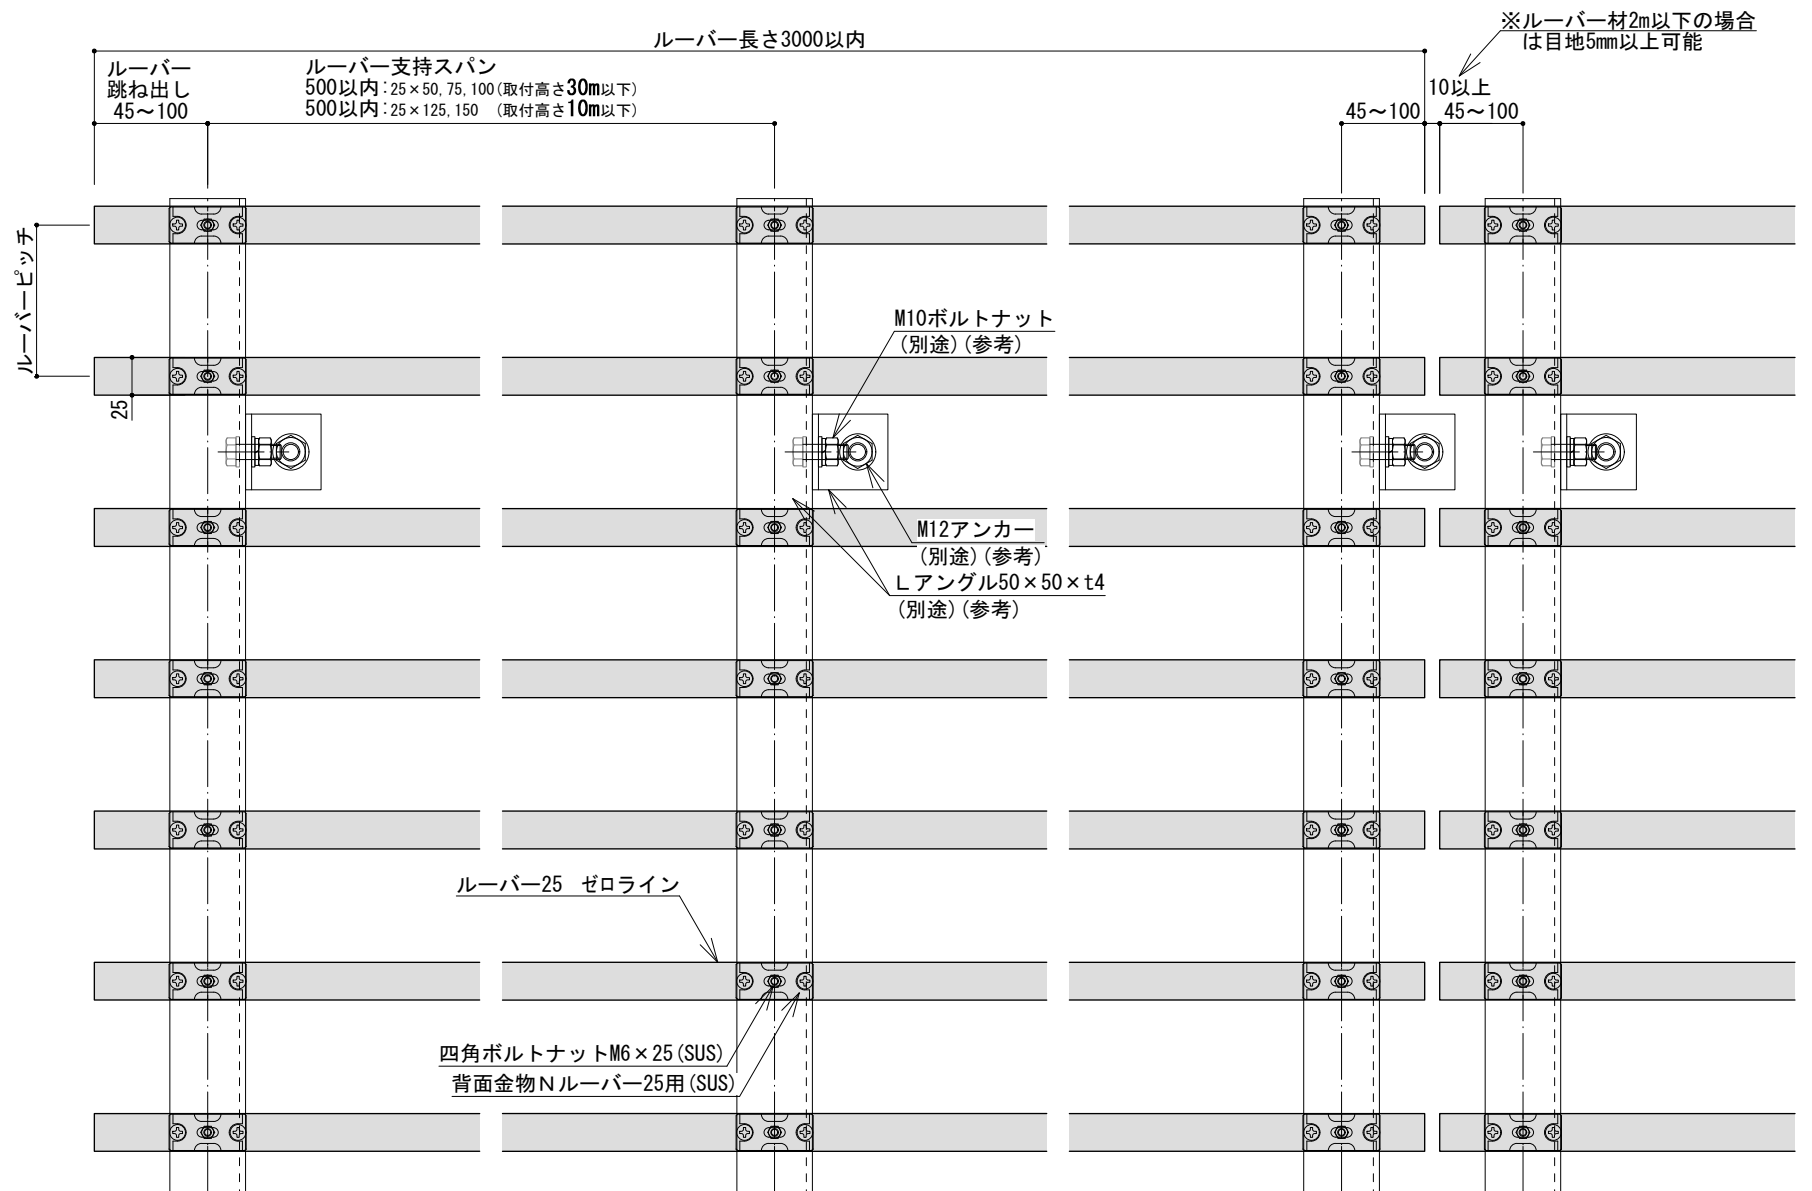 ※ルーバー材2m以下の場合
は目地5mm以上可能
ルーバー長さ3000以内
ルーバー
跳ね出し
45～100
ルーバー支持スパン
500以内:25×50,75,100(取付高さ30m以下)
500以内:25×125,150 (取付高さ10m以下)
10以上
45～100
45～100
ルーバーピッチ
25
M10ボルトナット
(別途)(参考)
M12アンカー
(別途)(参考)
Lアングル50×50×t4
(別途)(参考)
ルーバー25 ゼロライン
四角ボルトナットM6×25(SUS)
背面金物Nルーバー25用(SUS)